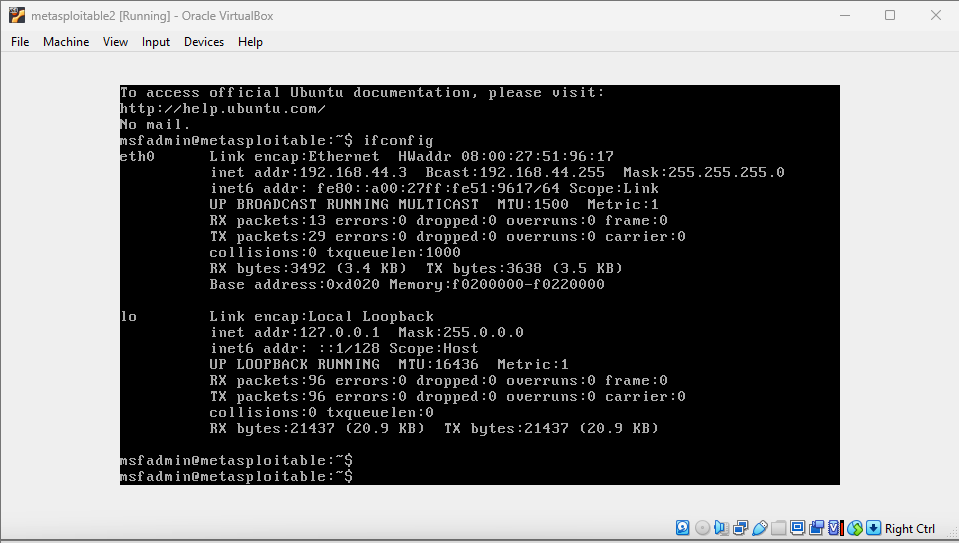 metasploitable2 [Running] - Oracle VirtualBox
File Machine View Input Devices Help
To access official Ubuntu documentation, please visit:
http://help.ubuntu.com/
No mail.
msfadmin@metasploitable:~$ ifconfig
eth0      Link encap:Ethernet  HWaddr 08:00:27:51:96:17
          inet addr:192.168.44.3  Bcast:192.168.44.255  Mask:255.255.255.0
          inet6 addr: fe80::a00:27ff:fe51:9617/64 Scope:Link
          UP BROADCAST RUNNING MULTICAST  MTU:1500  Metric:1
          RX packets:13 errors:0 dropped:0 overruns:0 frame:0
          TX packets:29 errors:0 dropped:0 overruns:0 carrier:0
          collisions:0 txqueuelen:1000
          RX bytes:3492 (3.4 KB)  TX bytes:3638 (3.5 KB)
          Base address:0xd020 Memory:f0200000-f0220000
lo        Link encap:Local Loopback
          inet addr:127.0.0.1  Mask:255.0.0.0
          inet6 addr: ::1/128 Scope:Host
          UP LOOPBACK RUNNING  MTU:16436  Metric:1
          RX packets:96 errors:0 dropped:0 overruns:0 frame:0
          TX packets:96 errors:0 dropped:0 overruns:0 carrier:0
          collisions:0 txqueuelen:0
          RX bytes:21437 (20.9 KB)  TX bytes:21437 (20.9 KB)
msfadmin@metasploitable:~$
msfadmin@metasploitable:~$
Right Ctrl